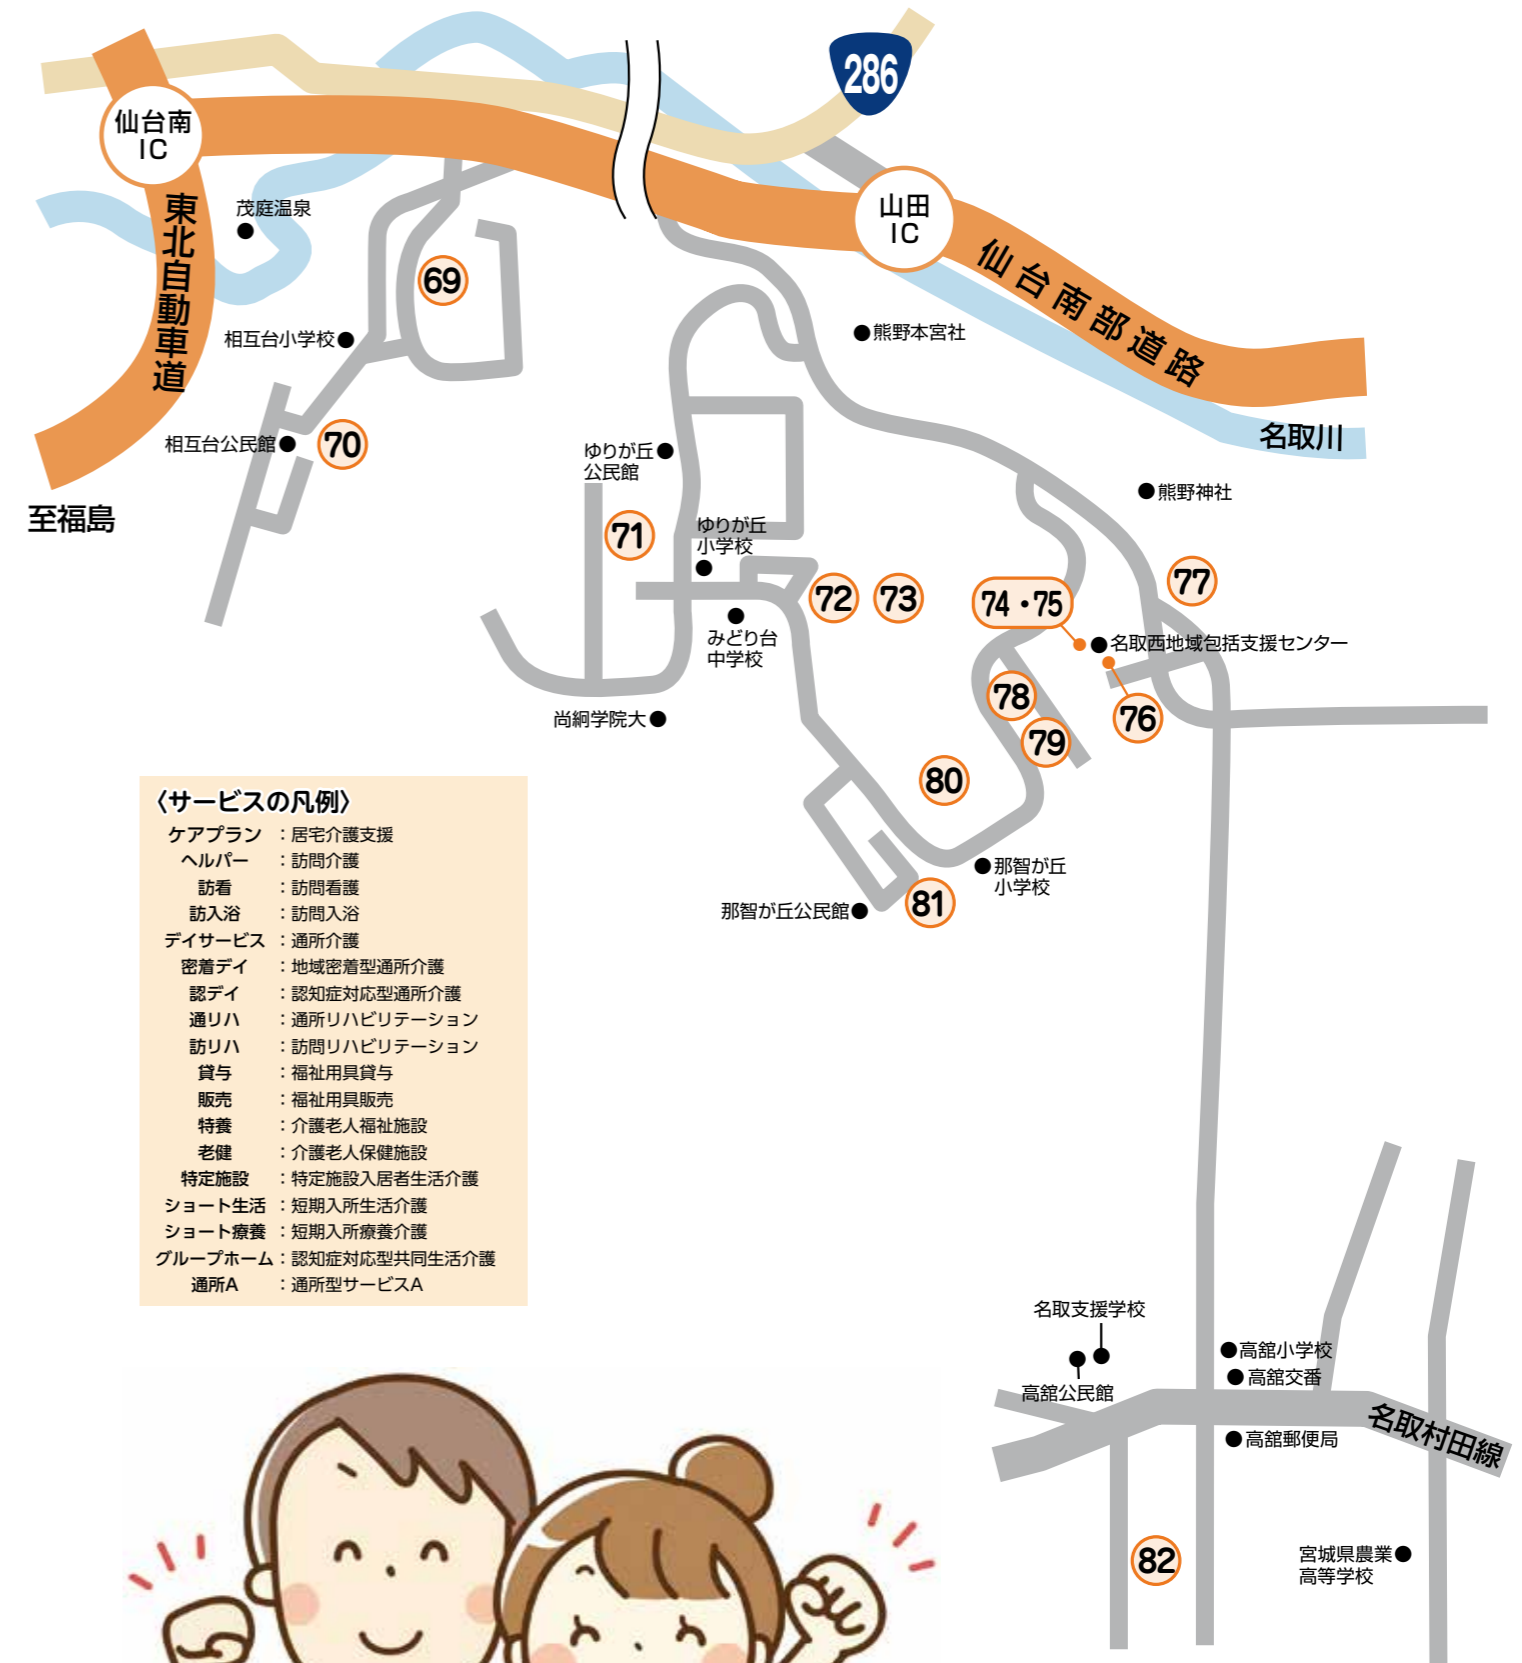 286
仙台南
IC
東北自動車道
茂庭温泉
山田
IC
仙台南部道路
69
相互台小学校
熊野本宮社
名取川
相互台公民館
70
ゆりが丘
公民館
熊野神社
至福島
71
ゆりが丘
小学校
72
73
74・75
77
みどり台
中学校
名取西地域包括支援センター
78
76
尚絅学院大
79
80
那智が丘
小学校
81
那智が丘公民館
〈サービスの凡例〉
ケアプラン：居宅介護支援
ヘルパー：訪問介護
訪看：訪問看護
訪入浴：訪問入浴
デイサービス：通所介護
密着デイ：地域密着型通所介護
認デイ：認知症対応型通所介護
通リハ：通所リハビリテーション
訪リハ：訪問リハビリテーション
貸与：福祉用具貸与
販売：福祉用具販売
特養：介護老人福祉施設
老健：介護老人保健施設
特定施設：特定施設入居者生活介護
ショート生活：短期入所生活介護
ショート療養：短期入所療養介護
グループホーム：認知症対応型共同生活介護
通所A：通所型サービスA
名取支援学校
高舘小学校
高舘交番
高舘公民館
名取村田線
高舘郵便局
82
宮城県農業
高等学校